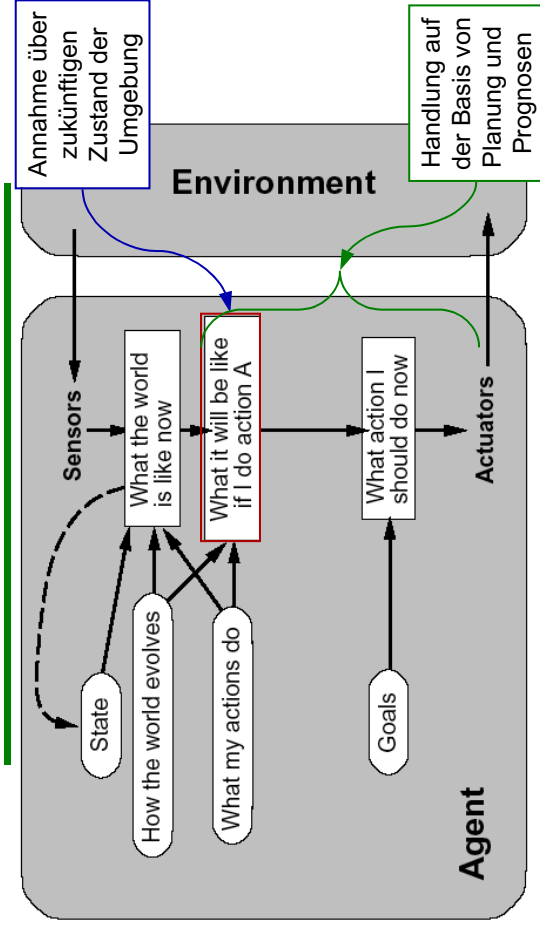 Sensors
State
What the world
is like now
How the world evolves
What it will be like
if I do action A
What my actions do
Goals
What action I
should do now
Agent
Actuators
Environment
Annahme über
zukünftigen
Zustand der
Umgebung
Handlung auf
der Basis von
Planung und
Prognosen